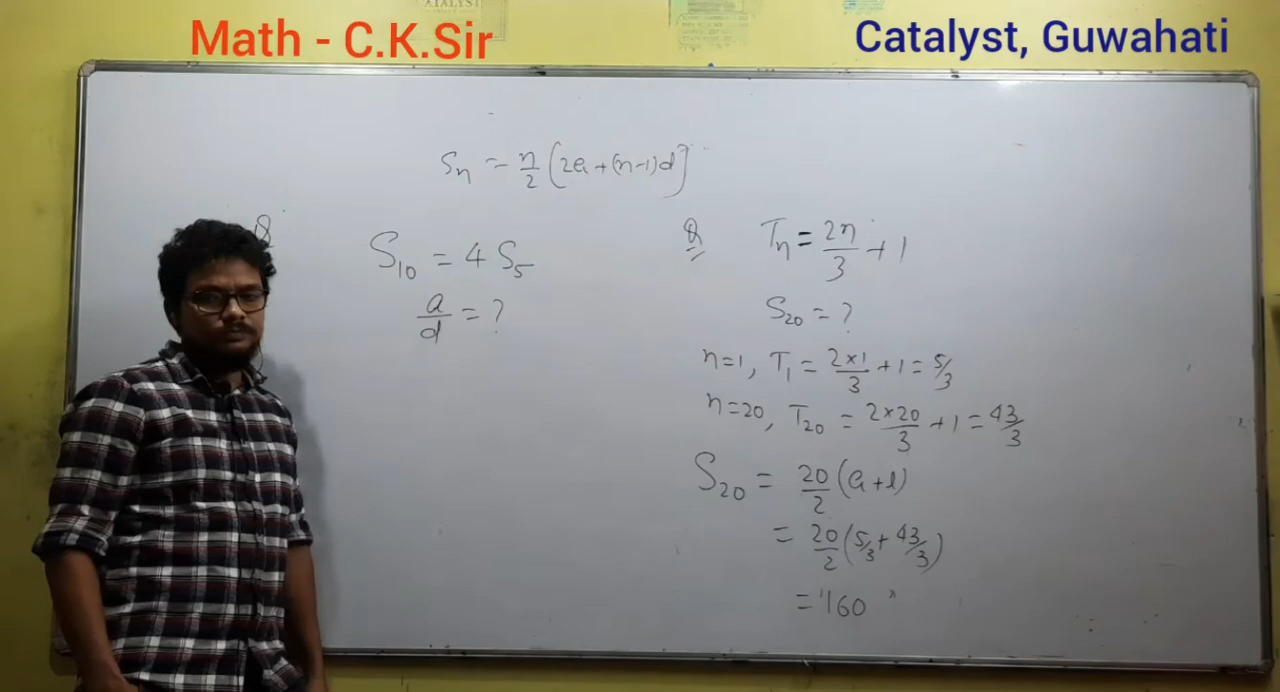 Math - C.K.Sir
Catalyst, Guwahati
Sn = n/2 [2a + (n-1)d]
Q
S10 = 4 S5
a/d = ?
Q
Tn = 2n/3 + 1
S20 = ?
n=1, T1 = 2×1/3 + 1 = 5/3
n=20, T20 = 2×20/3 + 1 = 43/3
S20 = 20/2 (a+l)
= 20/2 (5/3 + 43/3)
= 160